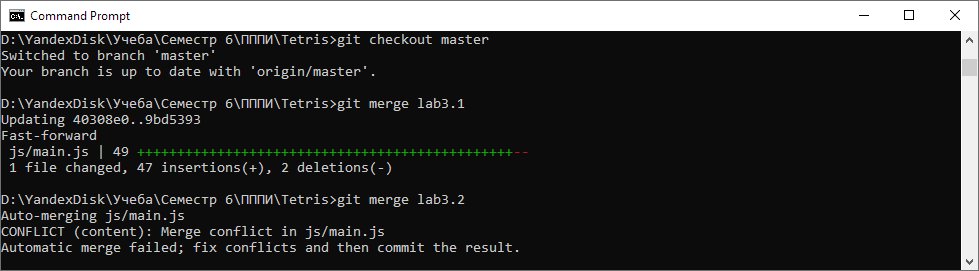 Command Prompt
D:\YandexDisk\Учеба\Семестр 6\ПППИ\Tetris>git checkout master
Switched to branch 'master'
Your branch is up to date with 'origin/master'.
D:\YandexDisk\Учеба\Семестр 6\ПППИ\Tetris>git merge lab3.1
Updating 40308e0..9bd5393
Fast-forward
 js/main.js | 49 +++++++++++++++++++++++++++++++++++++++++++++++--
 1 file changed, 47 insertions(+), 2 deletions(-)
D:\YandexDisk\Учеба\Семестр 6\ПППИ\Tetris>git merge lab3.2
Auto-merging js/main.js
CONFLICT (content): Merge conflict in js/main.js
Automatic merge failed; fix conflicts and then commit the result.